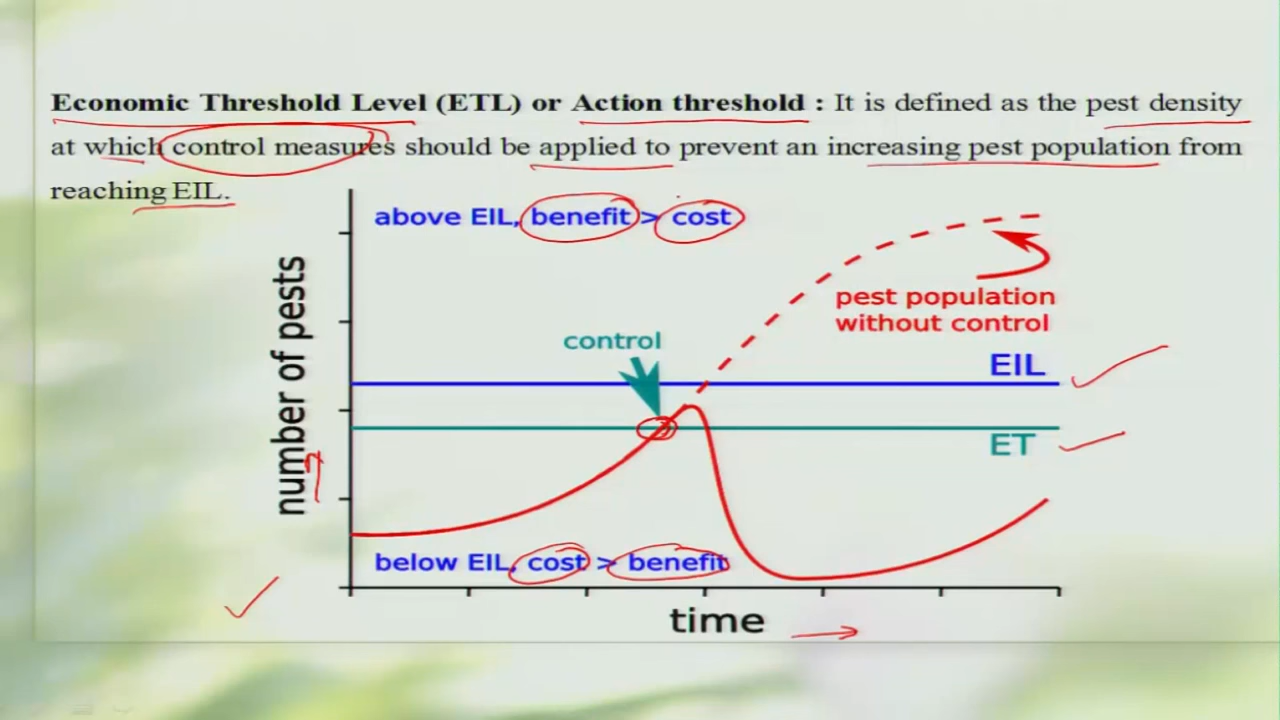 Economic Threshold Level (ETL) or Action threshold : It is defined as the pest density
at which control measures should be applied to prevent an increasing pest population from
reaching EIL.
above EIL, benefit > cost
pest population
without control
control
EIL
ET
number of pests
below EIL, cost > benefit
time